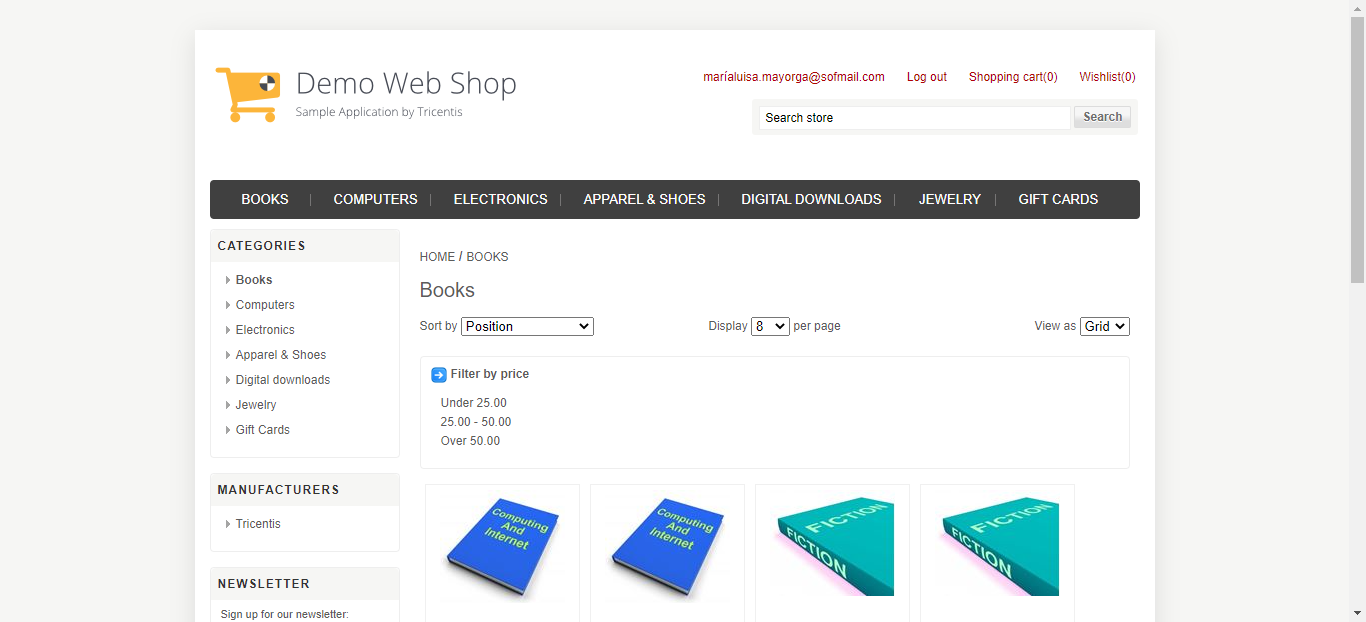 Demo Web Shop
Sample Application by Tricentis
maríaluisa.mayorga@sofmail.com Log out Shopping cart(0) Wishlist(0)
Search store Search
BOOKS COMPUTERS ELECTRONICS APPAREL & SHOES DIGITAL DOWNLOADS JEWELRY GIFT CARDS
CATEGORIES
Books
Computers
Electronics
Apparel & Shoes
Digital downloads
Jewelry
Gift Cards
MANUFACTURERS
Tricentis
NEWSLETTER
Sign up for our newsletter:
HOME / BOOKS
Books
Sort by Position Display 8 per page View as Grid
Filter by price
Under 25.00
25.00 - 50.00
Over 50.00
Computing
And
Internet
Computing
And
Internet
FICTION
FICTION
FICTION
FICTION